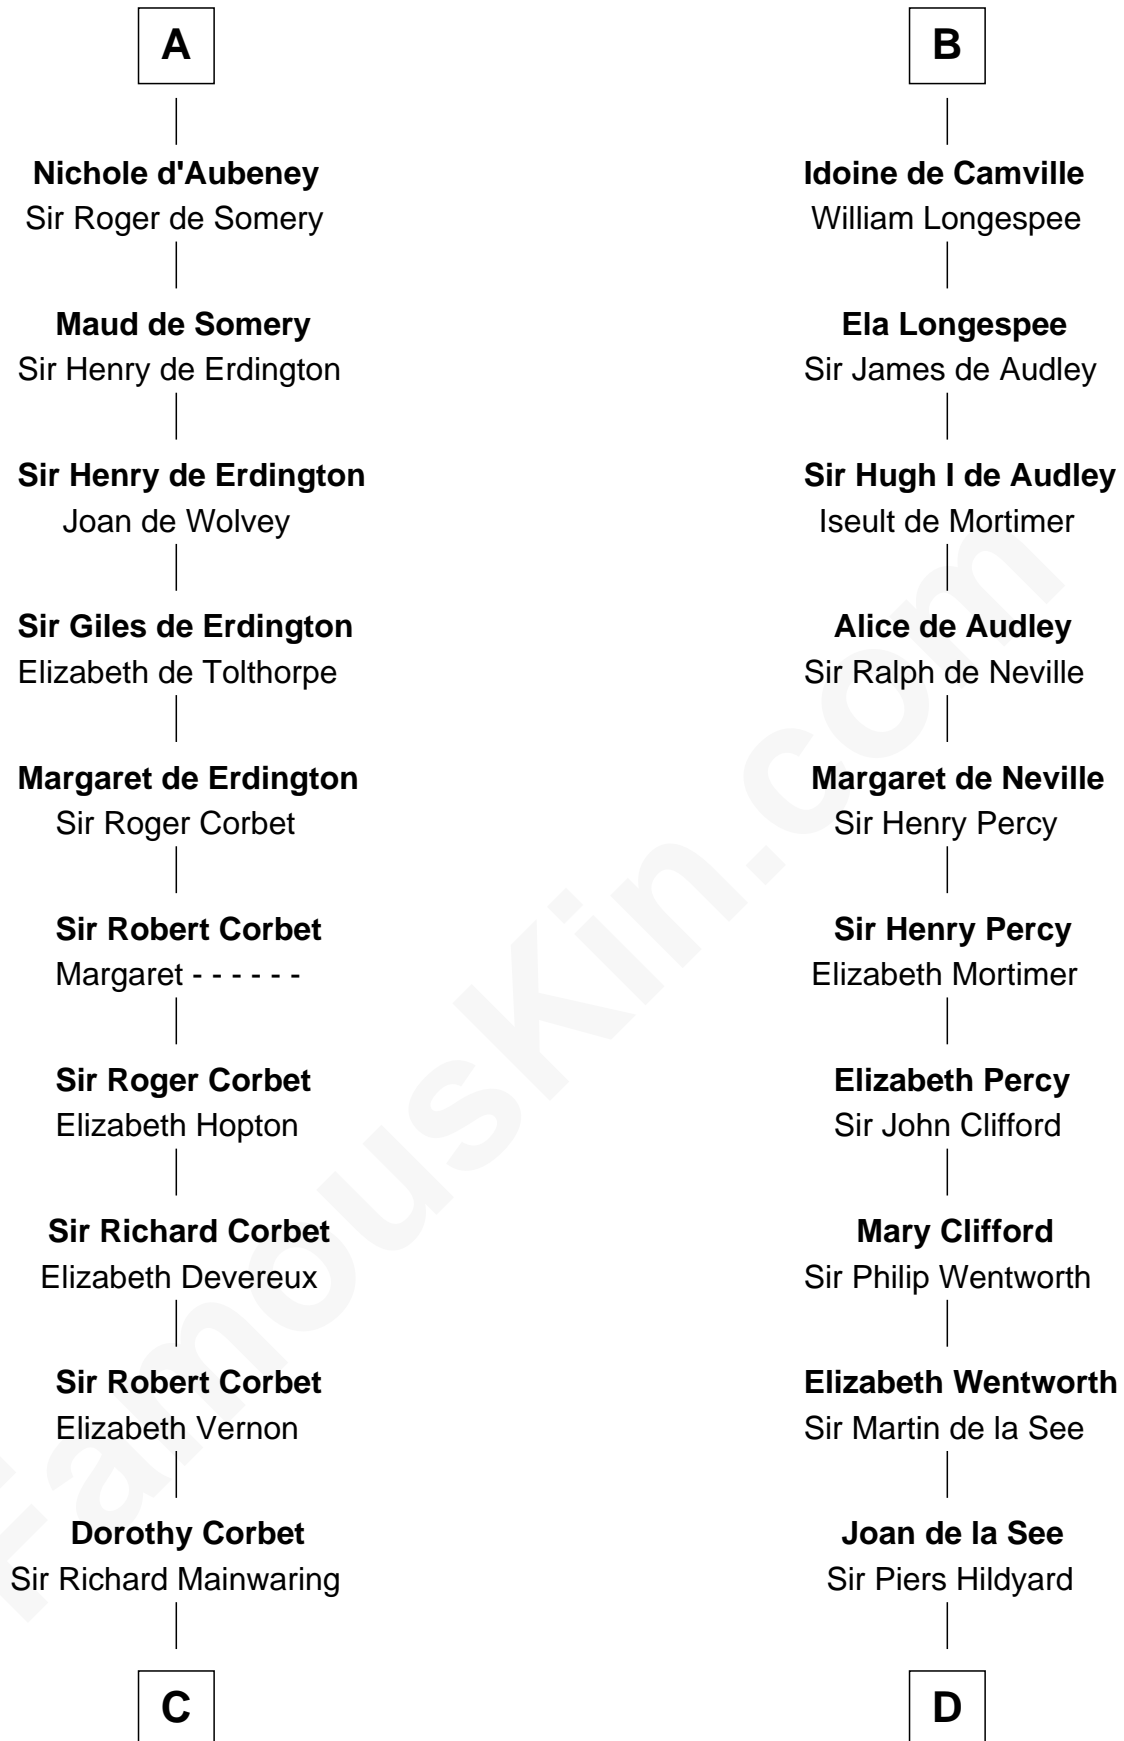 A
Nichole d'Aubeney
Sir Roger de Somery
Maud de Somery
Sir Henry de Erdington
Sir Henry de Erdington
Joan de Wolvey
Sir Giles de Erdington
Elizabeth de Tolthorpe
Margaret de Erdington
Sir Roger Corbet
Sir Robert Corbet
Margaret - - - - - -
Sir Roger Corbet
Elizabeth Hopton
Sir Richard Corbet
Elizabeth Devereux
Sir Robert Corbet
Elizabeth Vernon
Dorothy Corbet
Sir Richard Mainwaring
C
B
Idoine de Camville
William Longespee
Ela Longespee
Sir James de Audley
Sir Hugh I de Audley
Iseult de Mortimer
Alice de Audley
Sir Ralph de Neville
Margaret de Neville
Sir Henry Percy
Sir Henry Percy
Elizabeth Mortimer
Elizabeth Percy
Sir John Clifford
Mary Clifford
Sir Philip Wentworth
Elizabeth Wentworth
Sir Martin de la See
Joan de la See
Sir Piers Hildyard
D
FamousKin.com